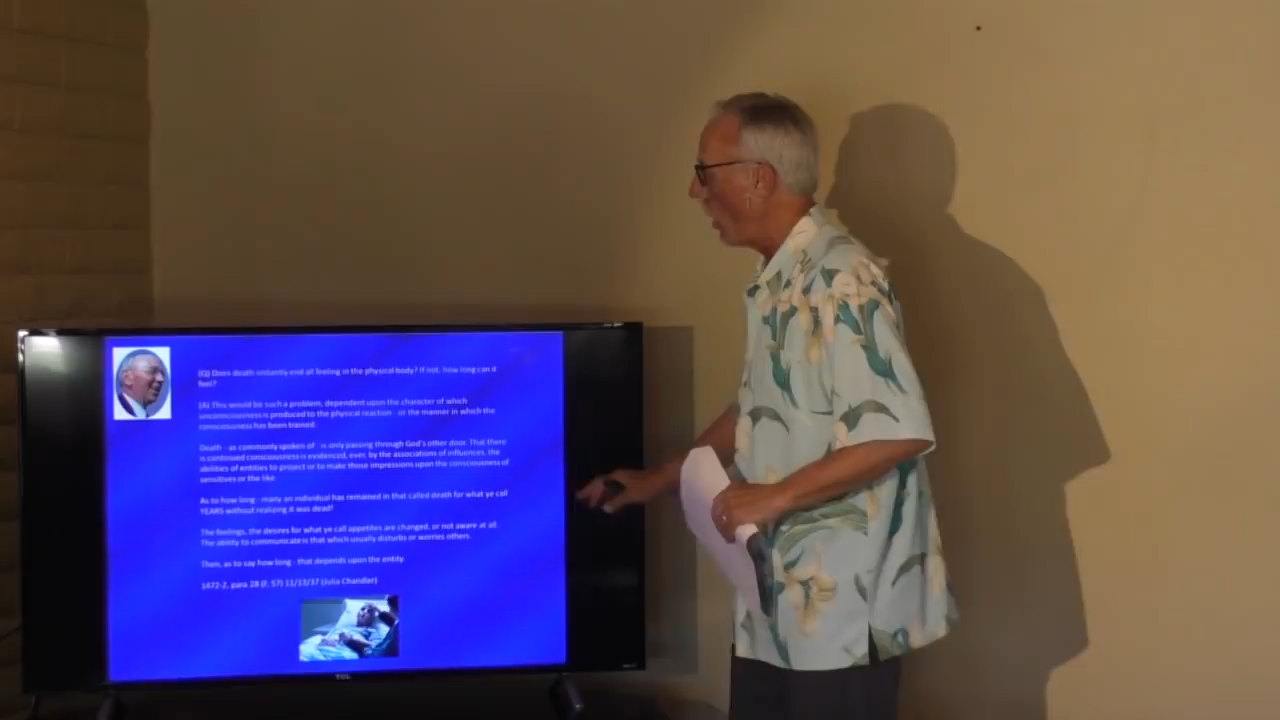 (Q) Does death instantly end all feeling in the physical body? If not, how long can it
feel?
(A) This would be such a problem, dependent upon the character of which
unconsciousness is produced to the physical reaction - or the manner in which the
consciousness has been trained.
Death - as commonly spoken of - is only passing through God's other door. That there
is continued consciousness is evidenced, ever, by the associations of influences, the
abilities of entities to project or to make those impressions upon the consciousness of
sensitives or the like.
As to how long - many an individual has remained in that called death for what ye call
YEARS without realizing it was dead!
The feelings, the desires for what ye call appetites are changed, or not aware at all.
The ability to communicate is that which usually disturbs or worries others.
Then, as to say how long - that depends upon the entity.
1472-2, para 28 (F, 57) 11/13/37 (Julia Chandler)
TCL